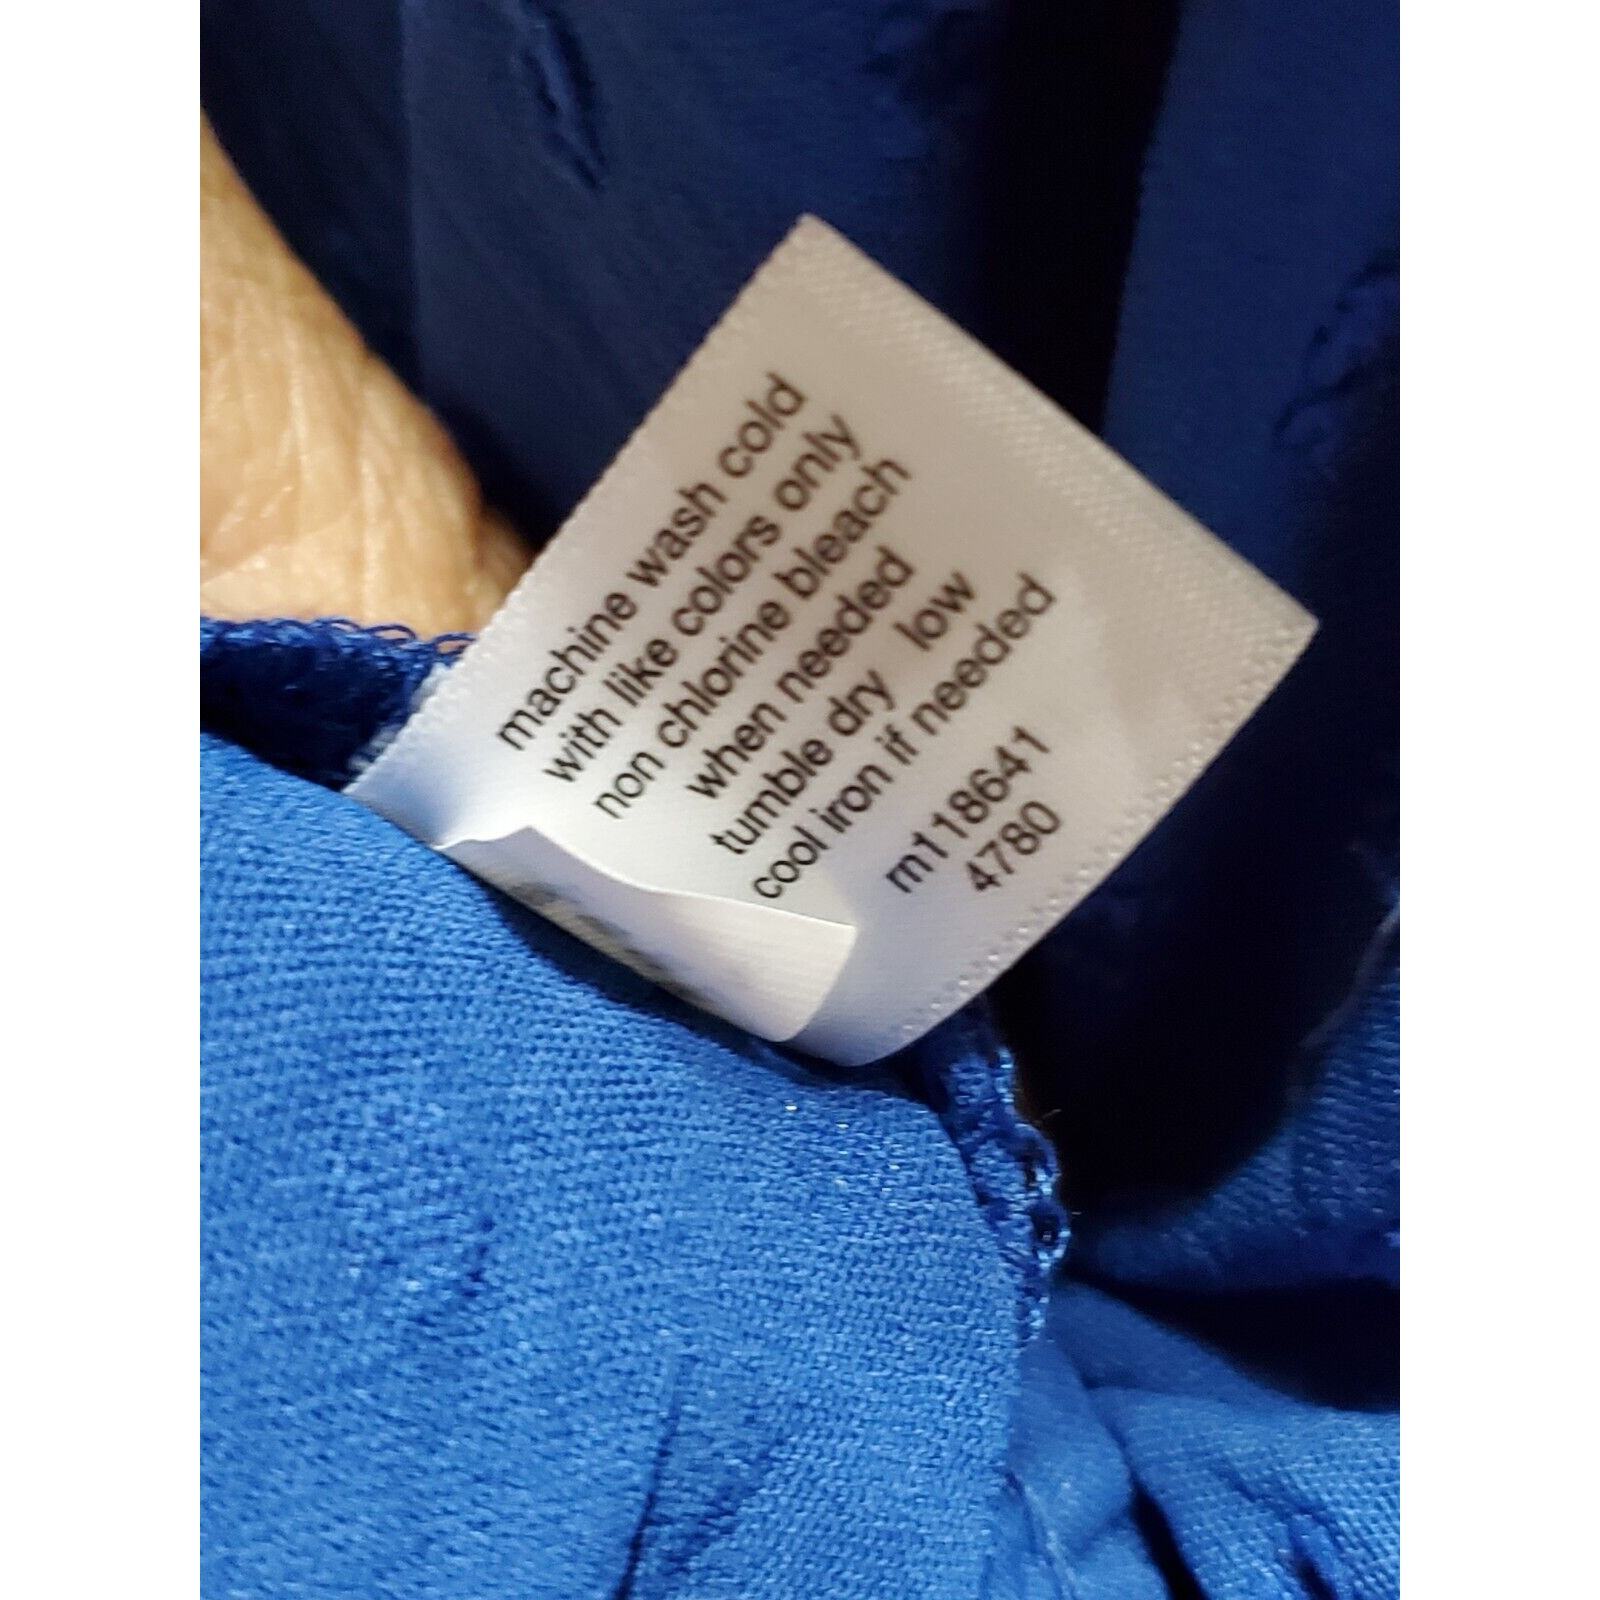 machine wash cold
with like colors only
non chlorine bleach
when needed
tumble dry low
cool iron if needed
m118641
4780